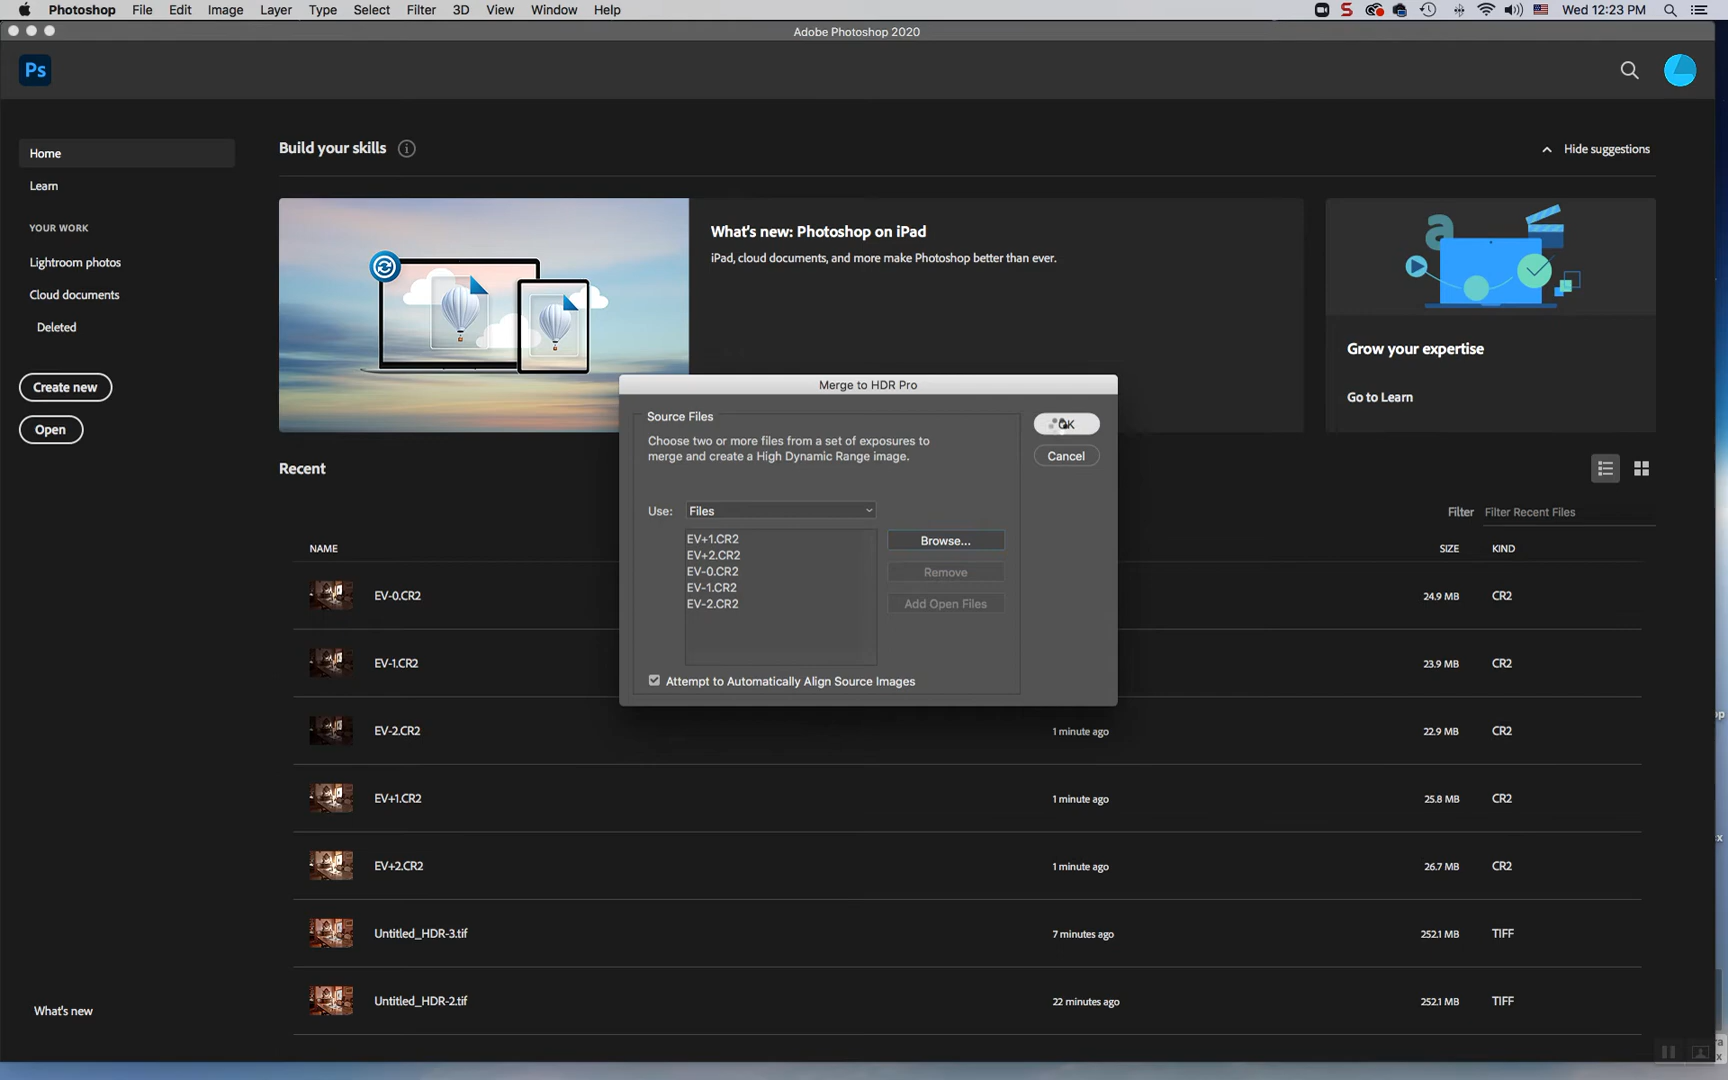 Photoshop File Edit Image Layer Type Select Filter 3D View Window Help
S Wed 12:23 PM
Adobe Photoshop 2020
Ps
Home
Learn
YOUR WORK
Lightroom photos
Cloud documents
Deleted
Create new
Open
What's new
Build your skills
Hide suggestions
What's new: Photoshop on iPad
iPad, cloud documents, and more make Photoshop better than ever.
Grow your expertise
Go to Learn
Recent
Filter Filter Recent Files
NAME SIZE KIND
EV-0.CR2 24.9 MB CR2
EV-1.CR2 23.9 MB CR2
EV-2.CR2 1 minute ago 22.9 MB CR2
EV+1.CR2 1 minute ago 25.8 MB CR2
EV+2.CR2 1 minute ago 26.7 MB CR2
Untitled_HDR-3.tif 7 minutes ago 252.1 MB TIFF
Untitled_HDR-2.tif 22 minutes ago 252.1 MB TIFF
Merge to HDR Pro
Source Files
Choose two or more files from a set of exposures to
merge and create a High Dynamic Range image.
Use: Files
EV+1.CR2
EV+2.CR2
EV-0.CR2
EV-1.CR2
EV-2.CR2
Browse...
Remove
Add Open Files
Attempt to Automatically Align Source Images
OK
Cancel